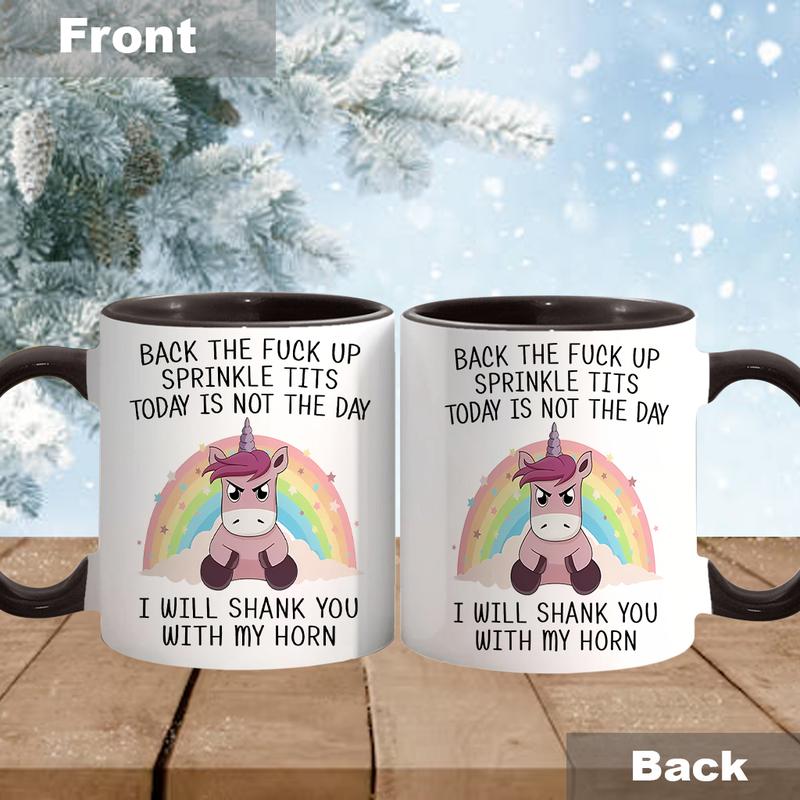 Front
BACK THE FUCK UP
SPRINKLE TITS
TODAY IS NOT THE DAY
I WILL SHANK YOU
WITH MY HORN
BACK THE FUCK UP
SPRINKLE TITS
TODAY IS NOT THE DAY
I WILL SHANK YOU
WITH MY HORN
Back